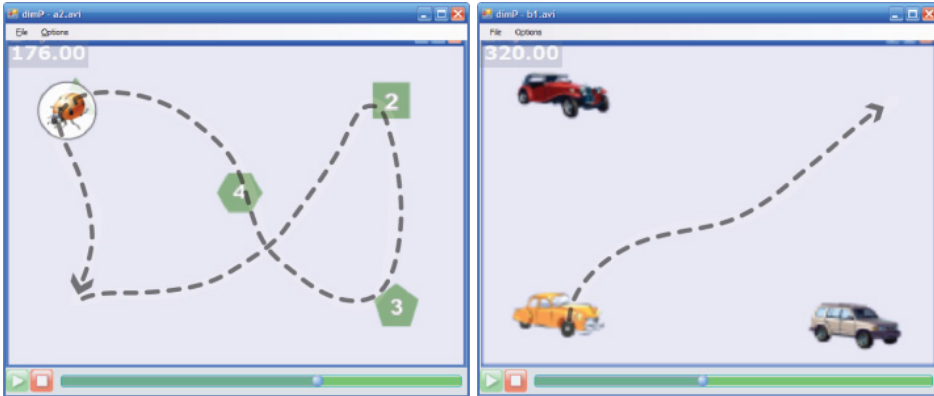 dimP - a2.avi
File Options
176.00
2
4
3
dimP - b1.avi
File Options
320.00